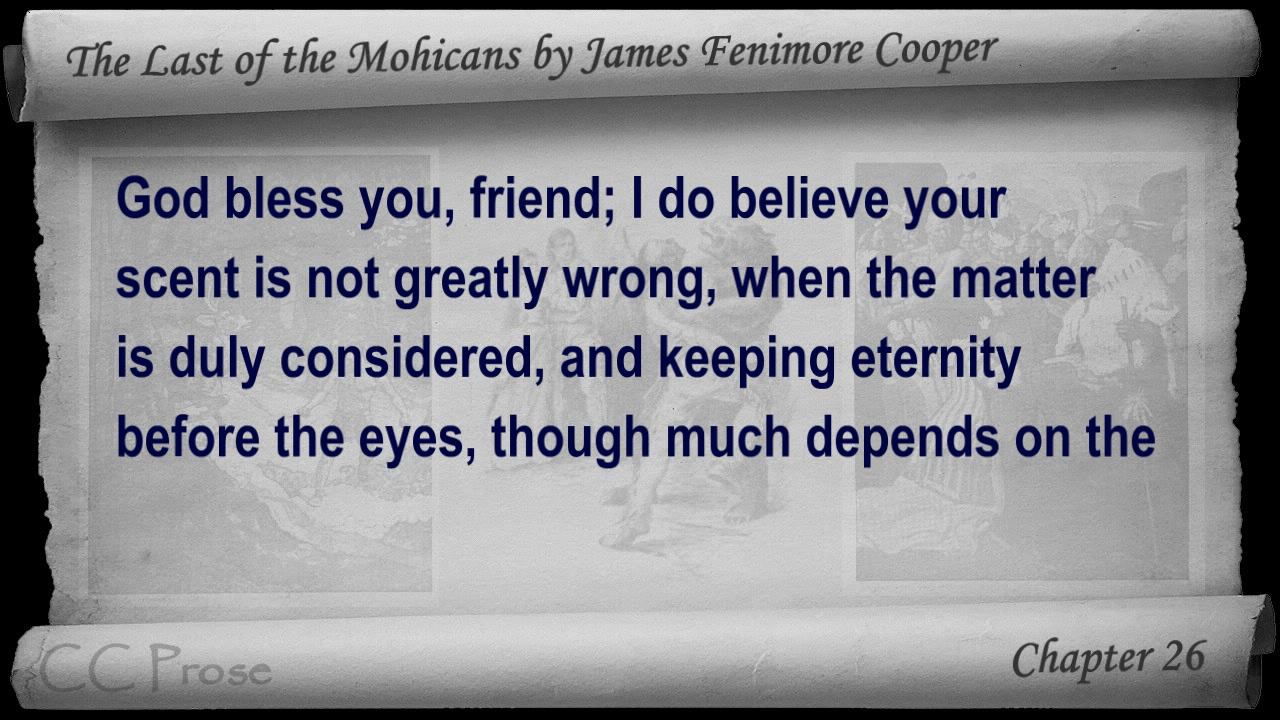 The Last of the Mohicans by James Fenimore Cooper
God bless you, friend; I do believe your
scent is not greatly wrong, when the matter
is duly considered, and keeping eternity
before the eyes, though much depends on the
CC Prose
Chapter 26